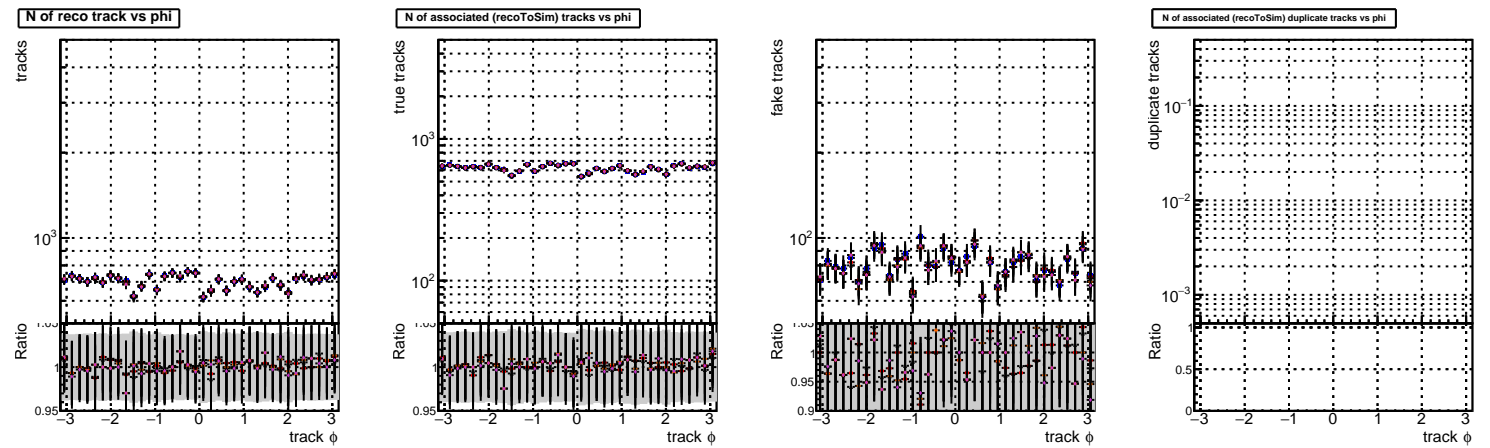 N of reco track vs phi
tracks
10³
Ratio
1
0.95
−3 −2 −1 0 1 2 3
track ϕ
N of associated (recoToSim) tracks vs phi
true tracks
10³
10²
Ratio
1
0.95
−3 −2 −1 0 1 2 3
track ϕ
fake tracks
10²
Ratio
1
0.95
0.9
−3 −2 −1 0 1 2 3
track ϕ
N of associated (recoToSim) duplicate tracks vs phi
duplicate tracks
10⁻¹
10⁻²
10⁻³
Ratio
1
0.5
0
−3 −2 −1 0 1 2 3
track ϕ